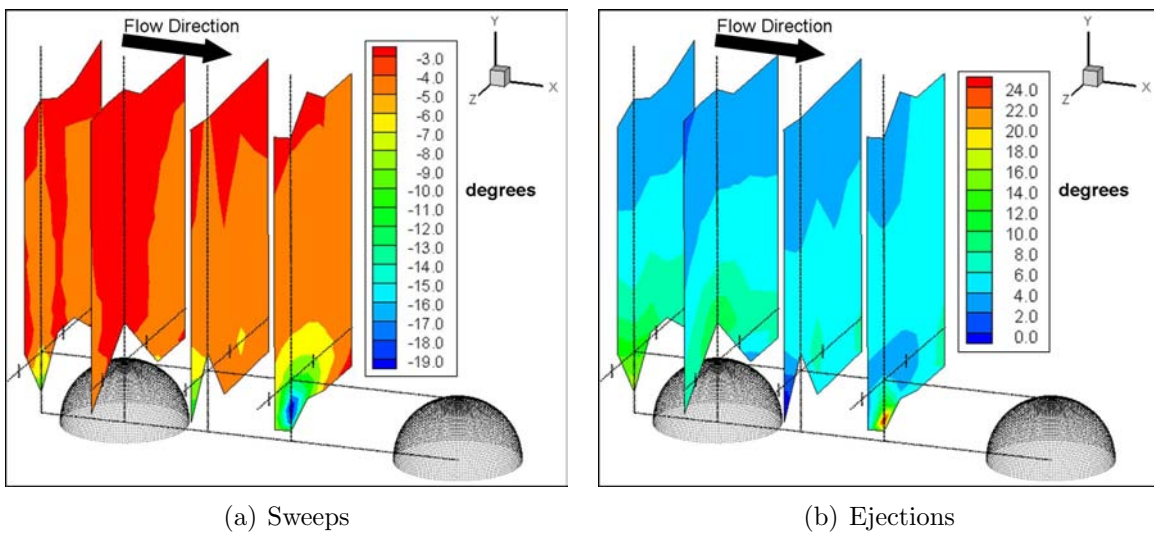 Flow Direction
Y
X
Z
-3.0
-4.0
-5.0
-6.0
-7.0
-8.0
-9.0
-10.0
-11.0
-12.0
-13.0
-14.0
-15.0
-16.0
-17.0
-18.0
-19.0
degrees
(a) Sweeps
Flow Direction
Y
X
Z
24.0
22.0
20.0
18.0
16.0
14.0
12.0
10.0
8.0
6.0
4.0
2.0
0.0
degrees
(b) Ejections